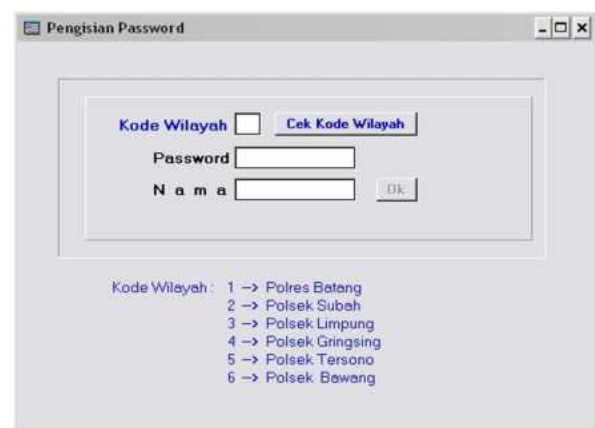 Pengisian Password
Kode Wilayah Cek Kode Wilayah
Password
N a m a Ok
Kode Wilayah : 1 –> Polres Batang
2 –> Polsek Subah
3 –> Polsek Limpung
4 –> Polsek Gringsing
5 –> Polsek Tersono
6 –> Polsek Bawang